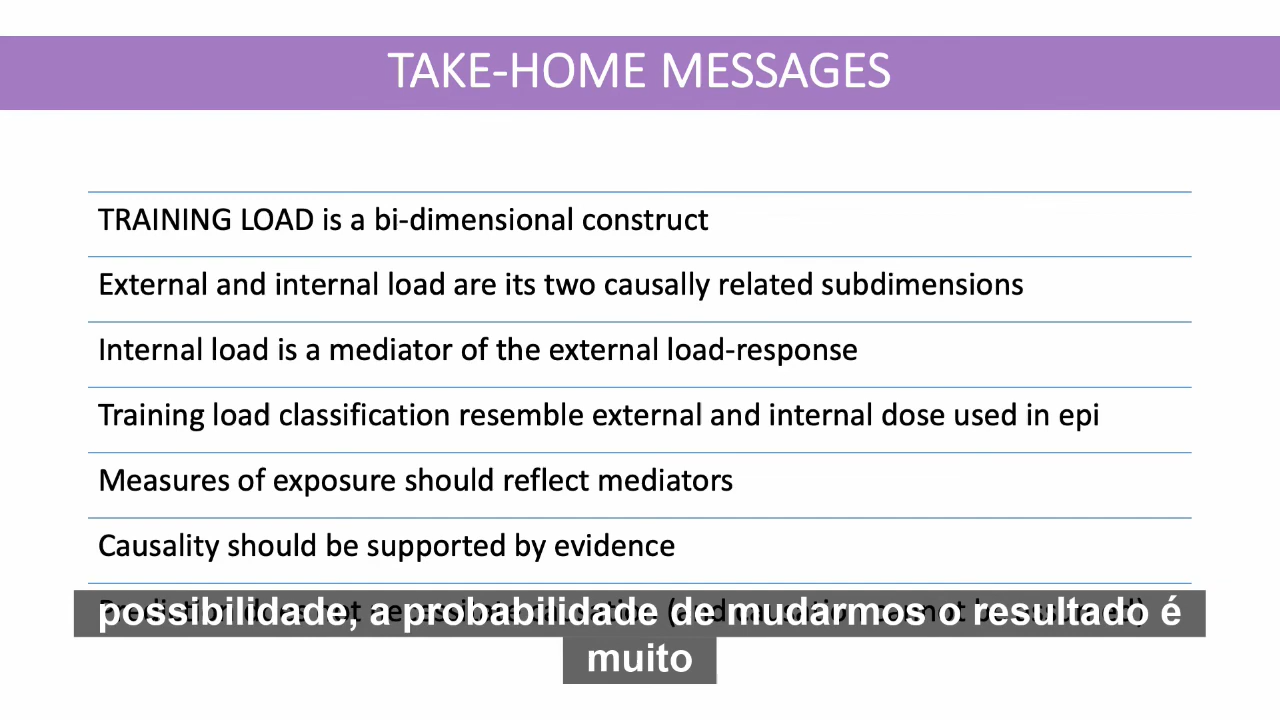 TAKE-HOME MESSAGES
TRAINING LOAD is a bi-dimensional construct
External and internal load are its two causally related subdimensions
Internal load is a mediator of the external load-response
Training load classification resemble external and internal dose used in epi
Measures of exposure should reflect mediators
Causality should be supported by evidence
possibilidade, a probabilidade de mudarmos o resultado é
muito